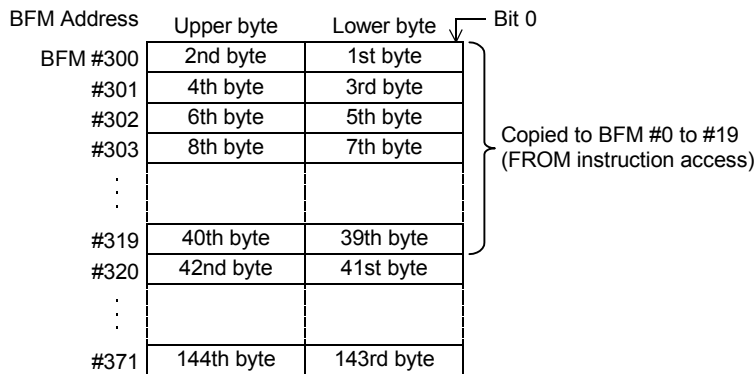 BFM Address Upper byte Lower byte Bit 0
BFM #300 2nd byte 1st byte
#301 4th byte 3rd byte
#302 6th byte 5th byte
#303 8th byte 7th byte
Copied to BFM #0 to #19
(FROM instruction access)
#319 40th byte 39th byte
#320 42nd byte 41st byte
#371 144th byte 143rd byte